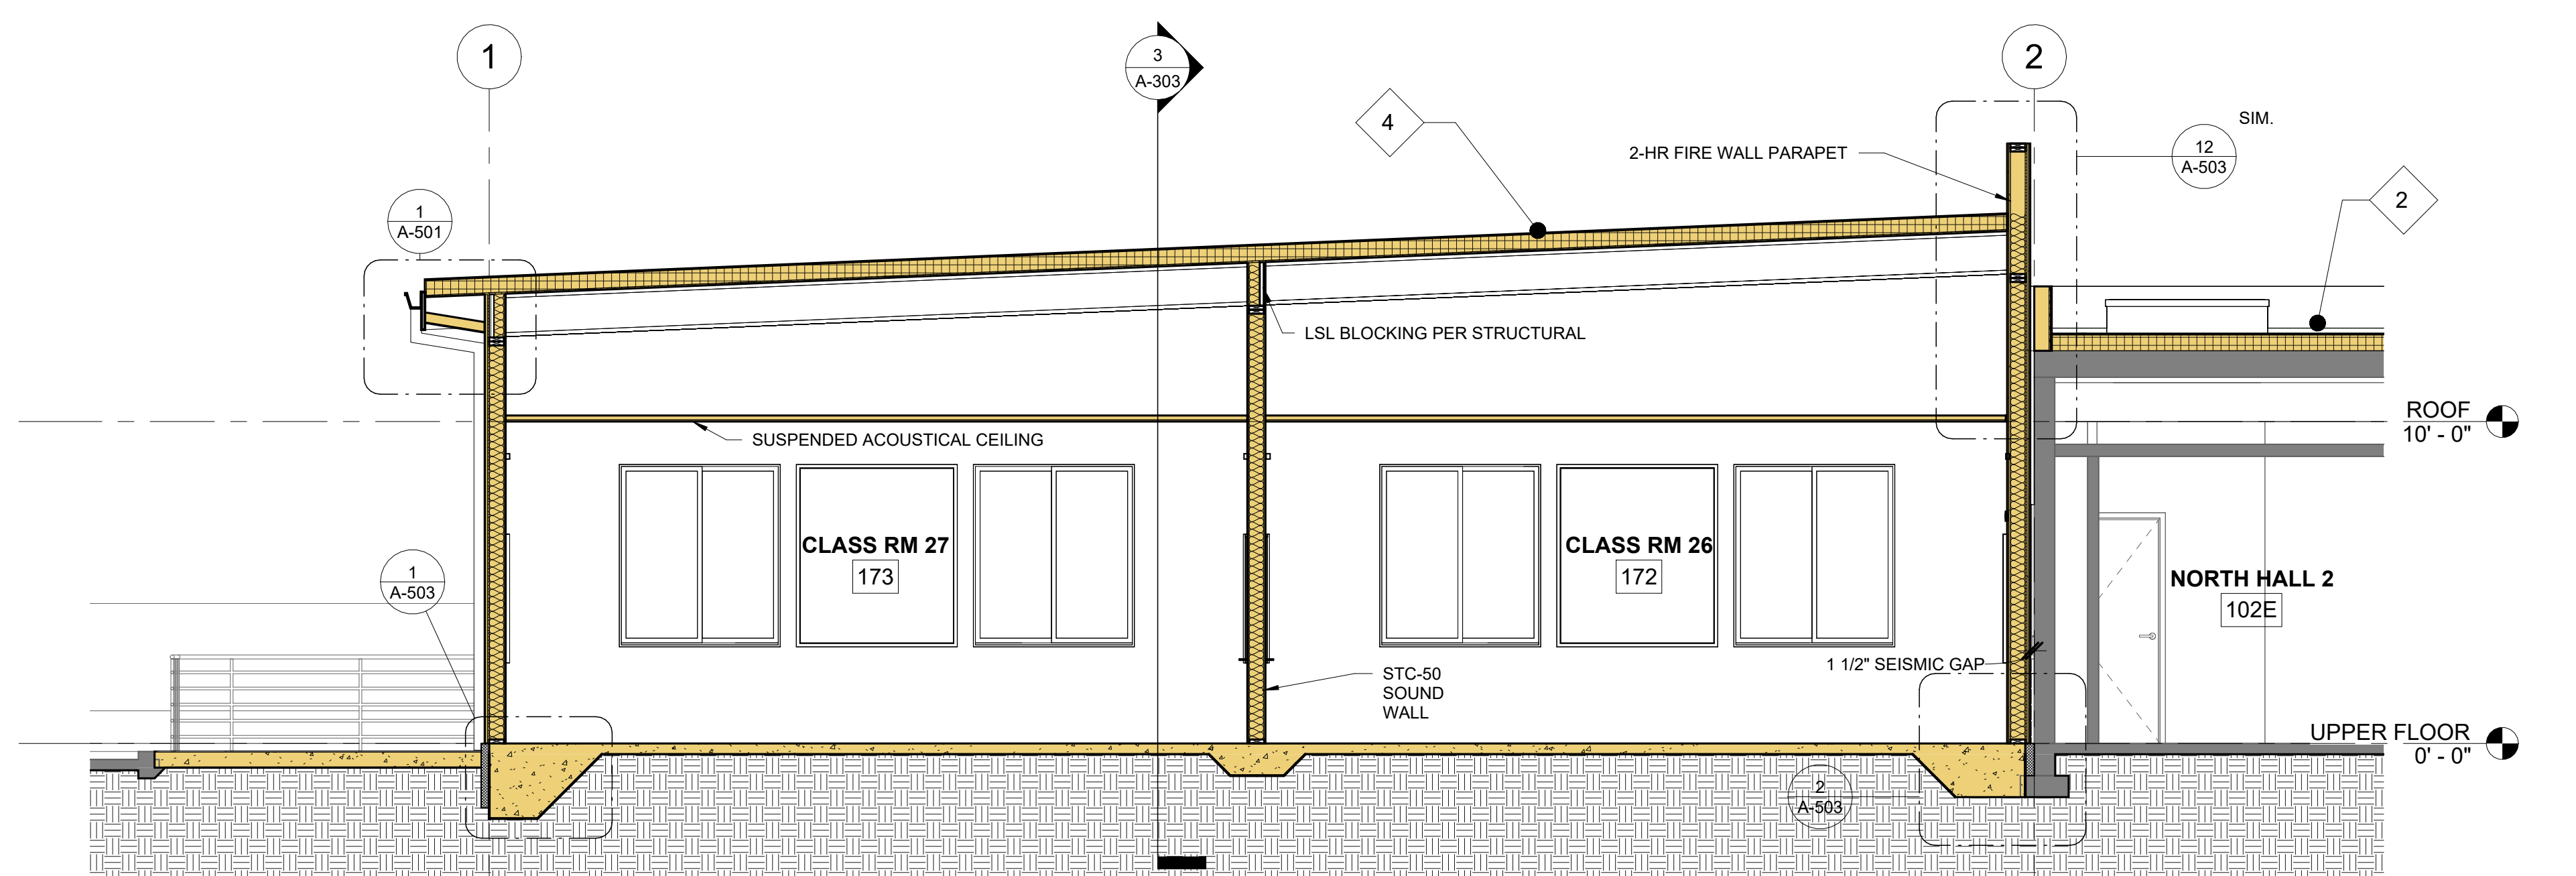 1
3
A-303
2
4
SIM.
2-HR FIRE WALL PARAPET
12
A-503
2
1
A-501
LSL BLOCKING PER STRUCTURAL
ROOF
10' - 0"
SUSPENDED ACOUSTICAL CEILING
CLASS RM 27
173
CLASS RM 26
172
1
A-503
NORTH HALL 2
102E
1 1/2" SEISMIC GAP
STC-50
SOUND
WALL
UPPER FLOOR
0' - 0"
2
A-503